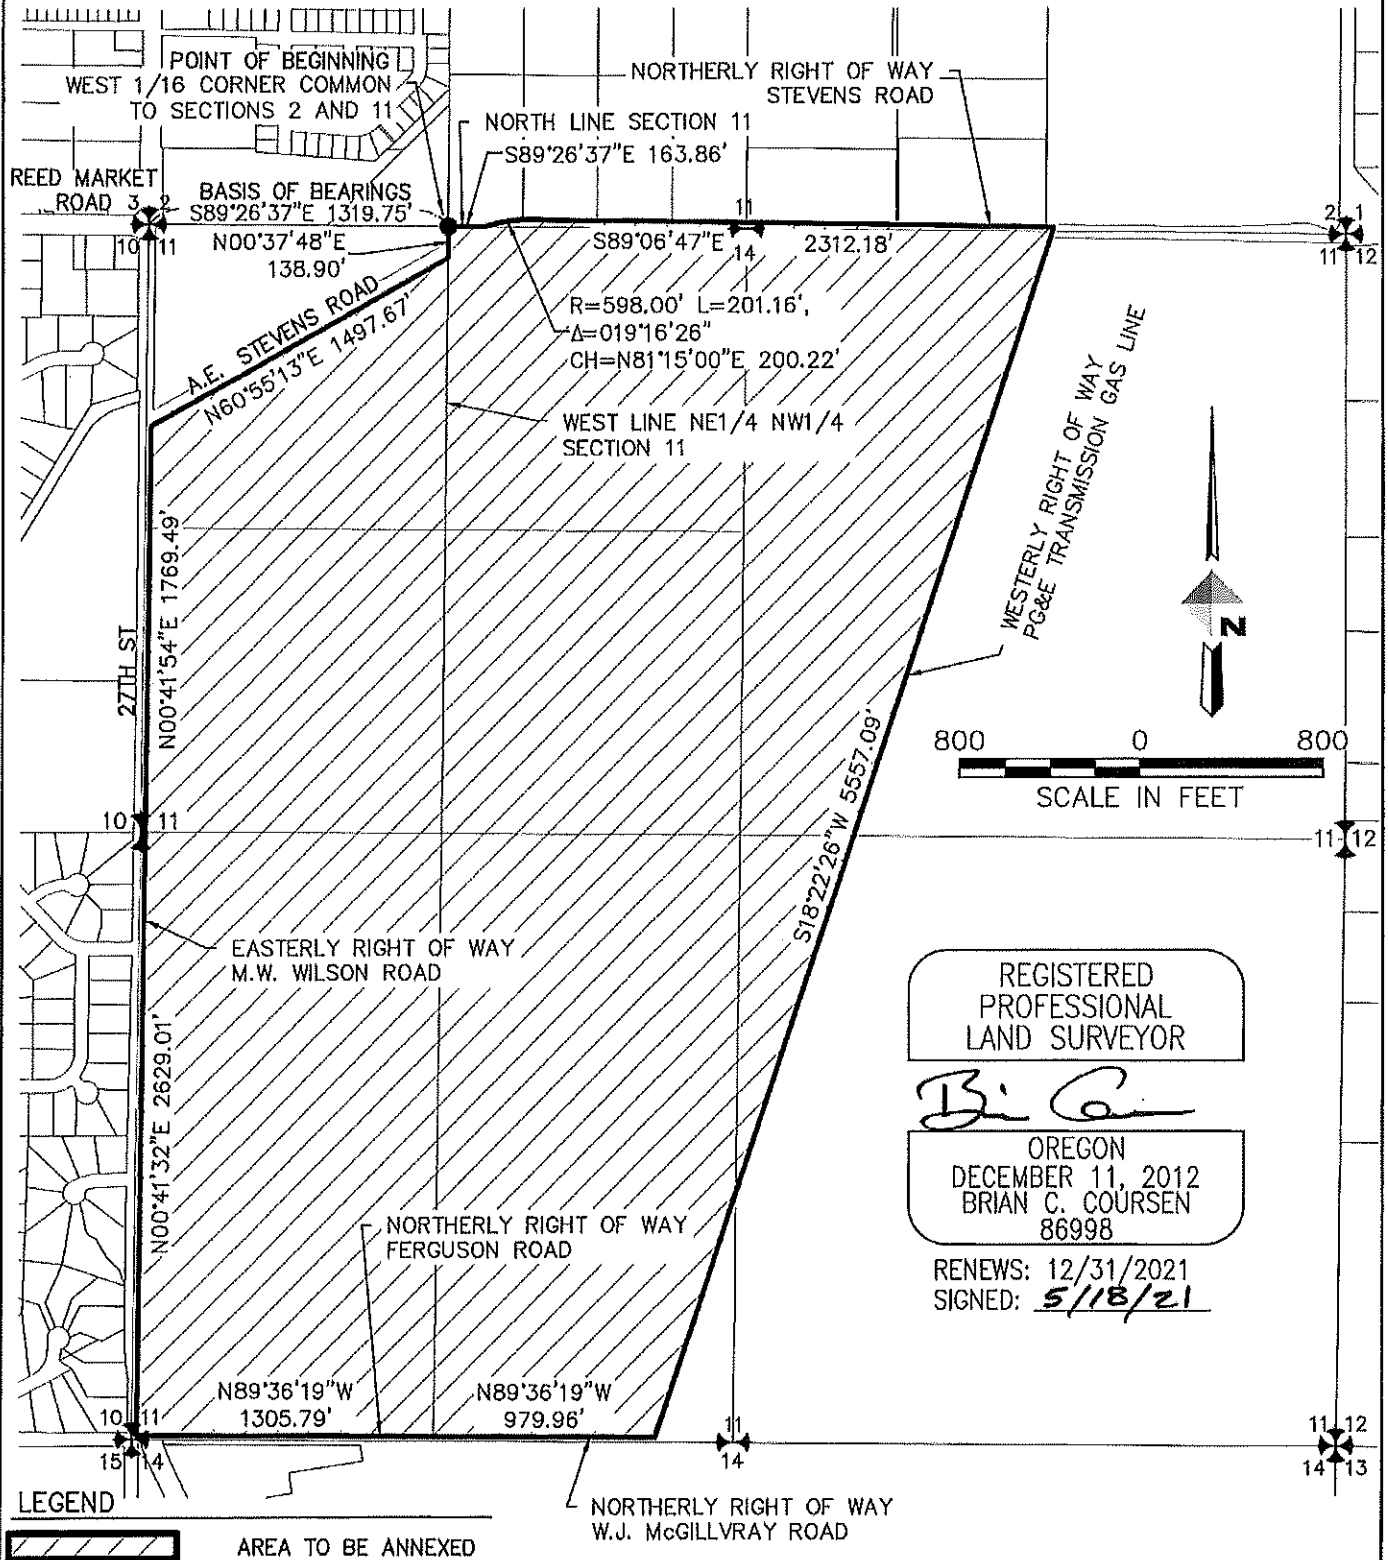 POINT OF BEGINNING
WEST 1/16 CORNER COMMON
TO SECTIONS 2 AND 11
NORTHERLY RIGHT OF WAY
STEVENS ROAD
NORTH LINE SECTION 11
S89°26'37"E 163.86'
REED MARKET
ROAD
3 2
10 11
BASIS OF BEARINGS
S89°26'37"E 1319.75'
N00°37'48"E
138.90'
11
14
S89°06'47"E 2312.18'
2 1
11 12
A.E. STEVENS ROAD
N60°55'13"E 1497.67'
R=598.00' L=201.16',
Δ=019°16'26"
CH=N81°15'00"E 200.22'
WEST LINE NE1/4 NW1/4
SECTION 11
WESTERLY RIGHT OF WAY
PG&E TRANSMISSION GAS LINE
N
27TH ST
N00°41'54"E 1769.49'
800 0 800
SCALE IN FEET
10 11
11 12
S18°22'26"W 5557.09'
EASTERLY RIGHT OF WAY
M.W. WILSON ROAD
N00°41'32"E 2629.01'
REGISTERED
PROFESSIONAL
LAND SURVEYOR
OREGON
DECEMBER 11, 2012
BRIAN C. COURSEN
86998
RENEWS: 12/31/2021
SIGNED: 5/18/21
NORTHERLY RIGHT OF WAY
FERGUSON ROAD
N89°36'19"W
1305.79'
N89°36'19"W
979.96'
10 11
15 14
11
14
11 12
14 13
NORTHERLY RIGHT OF WAY
W.J. McGILLVRAY ROAD
LEGEND
AREA TO BE ANNEXED